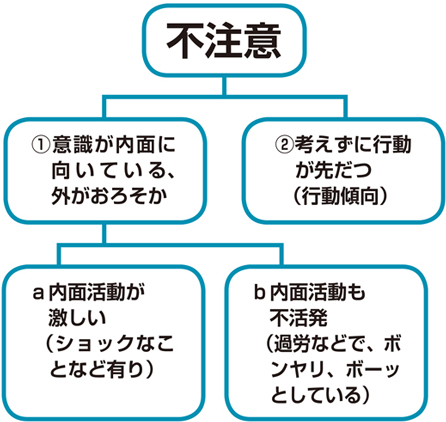 不注意
①意識が内面に
向いている、
外がおろそか
②考えずに行動
が先だつ
（行動傾向）
a内面活動が
激しい
（ショックなこ
となど有り）
b内面活動も
不活発
（過労などで、ボ
ンヤリ、ボーッ
としている）